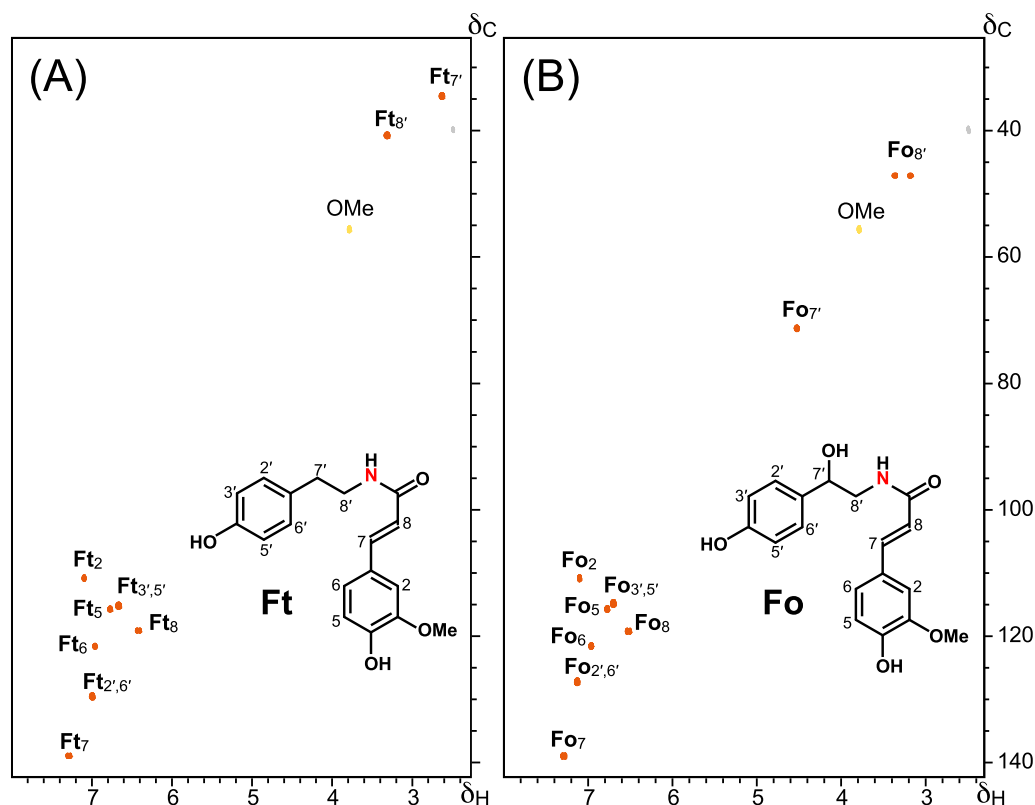 δC
δC
(A)
(B)
Ft7′
Ft8′
OMe
40
Fo8′
OMe
60
Fo7′
80
H
N
O
7′
8′
2′
3′
6′
5′
HO
7
8
6
2
5
OMe
OH
Ft
OH
H
N
O
7′
8′
2′
3′
6′
5′
HO
7
8
6
2
5
OMe
OH
Fo
100
Ft2
Ft3′,5′
Ft5
Ft8
Ft6
Ft2′,6′
Ft7
Fo2
Fo3′,5′
Fo5
Fo8
Fo6
Fo2′,6′
Fo7
120
140
7 6 5 4 3 δH
7 6 5 4 3 δH